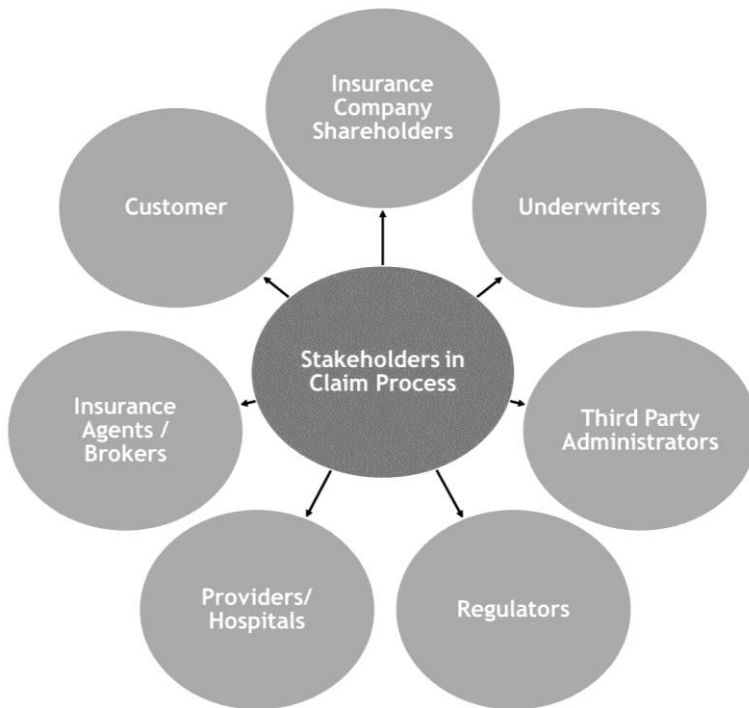 Insurance
Company
Shareholders
Customer
Underwriters
Stakeholders in
Claim Process
Insurance
Agents /
Brokers
Third Party
Administrators
Providers/
Hospitals
Regulators